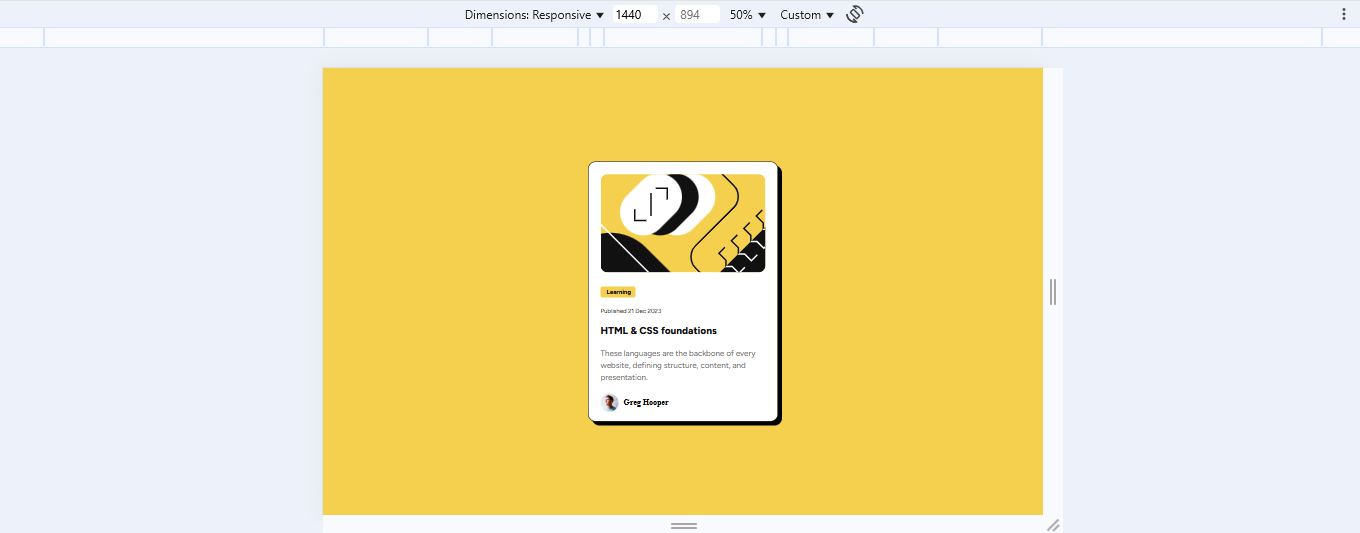 Dimensions: Responsive ▼ 1440 × 894 50% ▼ Custom ▼
Learning
Published 21 Dec 2023
HTML & CSS foundations
These languages are the backbone of every
website, defining structure, content, and
presentation.
Greg Hooper